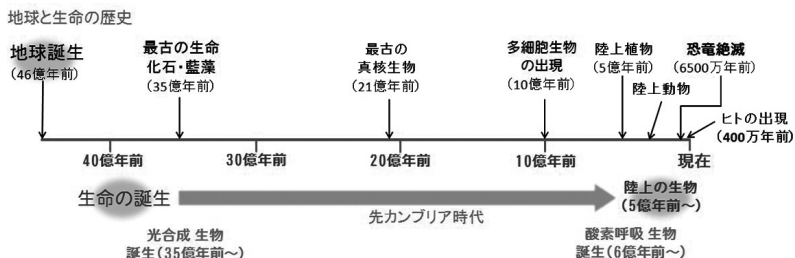 地球と生命の歴史
地球誕生
(46億年前)
最古の生命
化石・藍藻
(35億年前)
最古の
真核生物
(21億年前)
多細胞生物
の出現
(10億年前)
陸上植物
(5億年前)
陸上動物
恐竜絶滅
(6500万年前)
ヒトの出現
(400万年前)
40億年前
30億年前
20億年前
10億年前
現在
生命の誕生
先カンブリア時代
陸上の生物
(5億年前～)
光合成 生物
誕生(35億年前～)
酸素呼吸 生物
誕生(6億年前～)